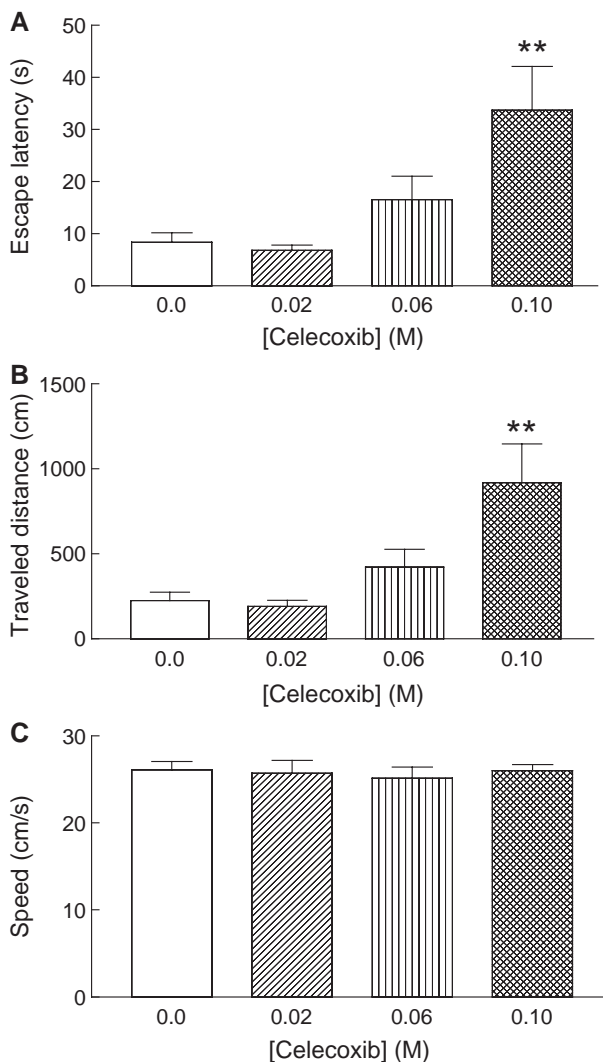 A
Escape latency (s)
50
40
30
20
10
0
**
0.0 0.02 0.06 0.10
[Celecoxib] (M)
B
Traveled distance (cm)
1500
1000
500
0
**
0.0 0.02 0.06 0.10
[Celecoxib] (M)
C
Speed (cm/s)
30
20
10
0
0.0 0.02 0.06 0.10
[Celecoxib] (M)